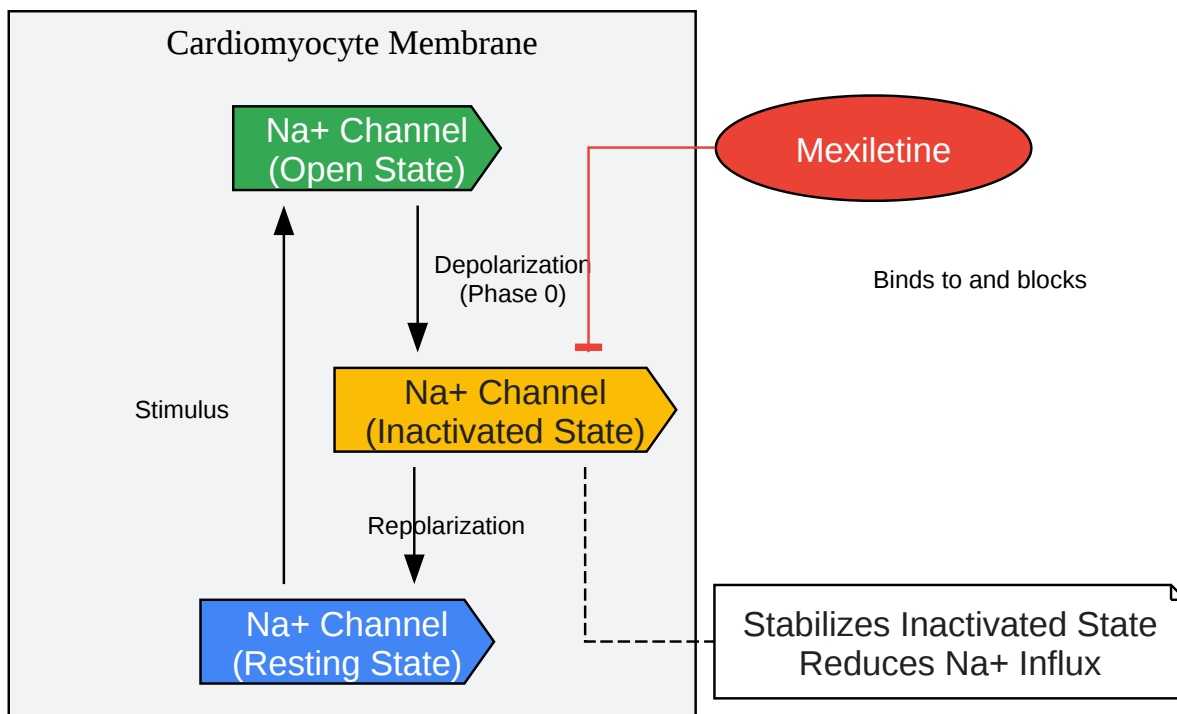 Cardiomyocyte Membrane
Na+ Channel
(Open State)
Mexiletine
Depolarization
(Phase 0)
Binds to and blocks
Na+ Channel
(Inactivated State)
Stimulus
Repolarization
Na+ Channel
(Resting State)
Stabilizes Inactivated State
Reduces Na+ Influx